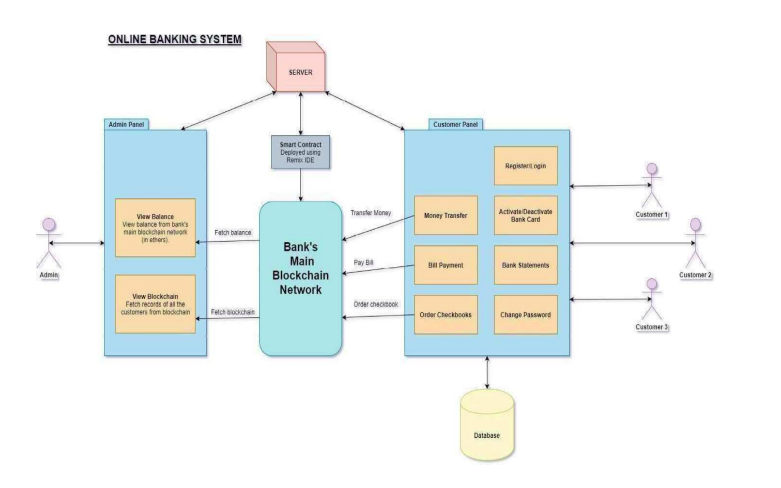 ONLINE BANKING SYSTEM
SERVER
Admin Panel
Customer Panel
Smart Contract
Deployed using
Remix IDE
Register/Login
View Balance
View balance from bank's
main blockchain network
(in ethers).
Fetch balance
Bank's
Main
Blockchain
Network
Transfer Money
Money Transfer
Activate/Deactivate
Bank Card
Customer 1
Admin
Pay Bill
Bill Payment
Bank Statements
Customer 2
View Blockchain
Fetch records of all the
customers from blockchain
Fetch blockchain
Order checkbook
Order Checkbooks
Change Password
Customer 3
Database